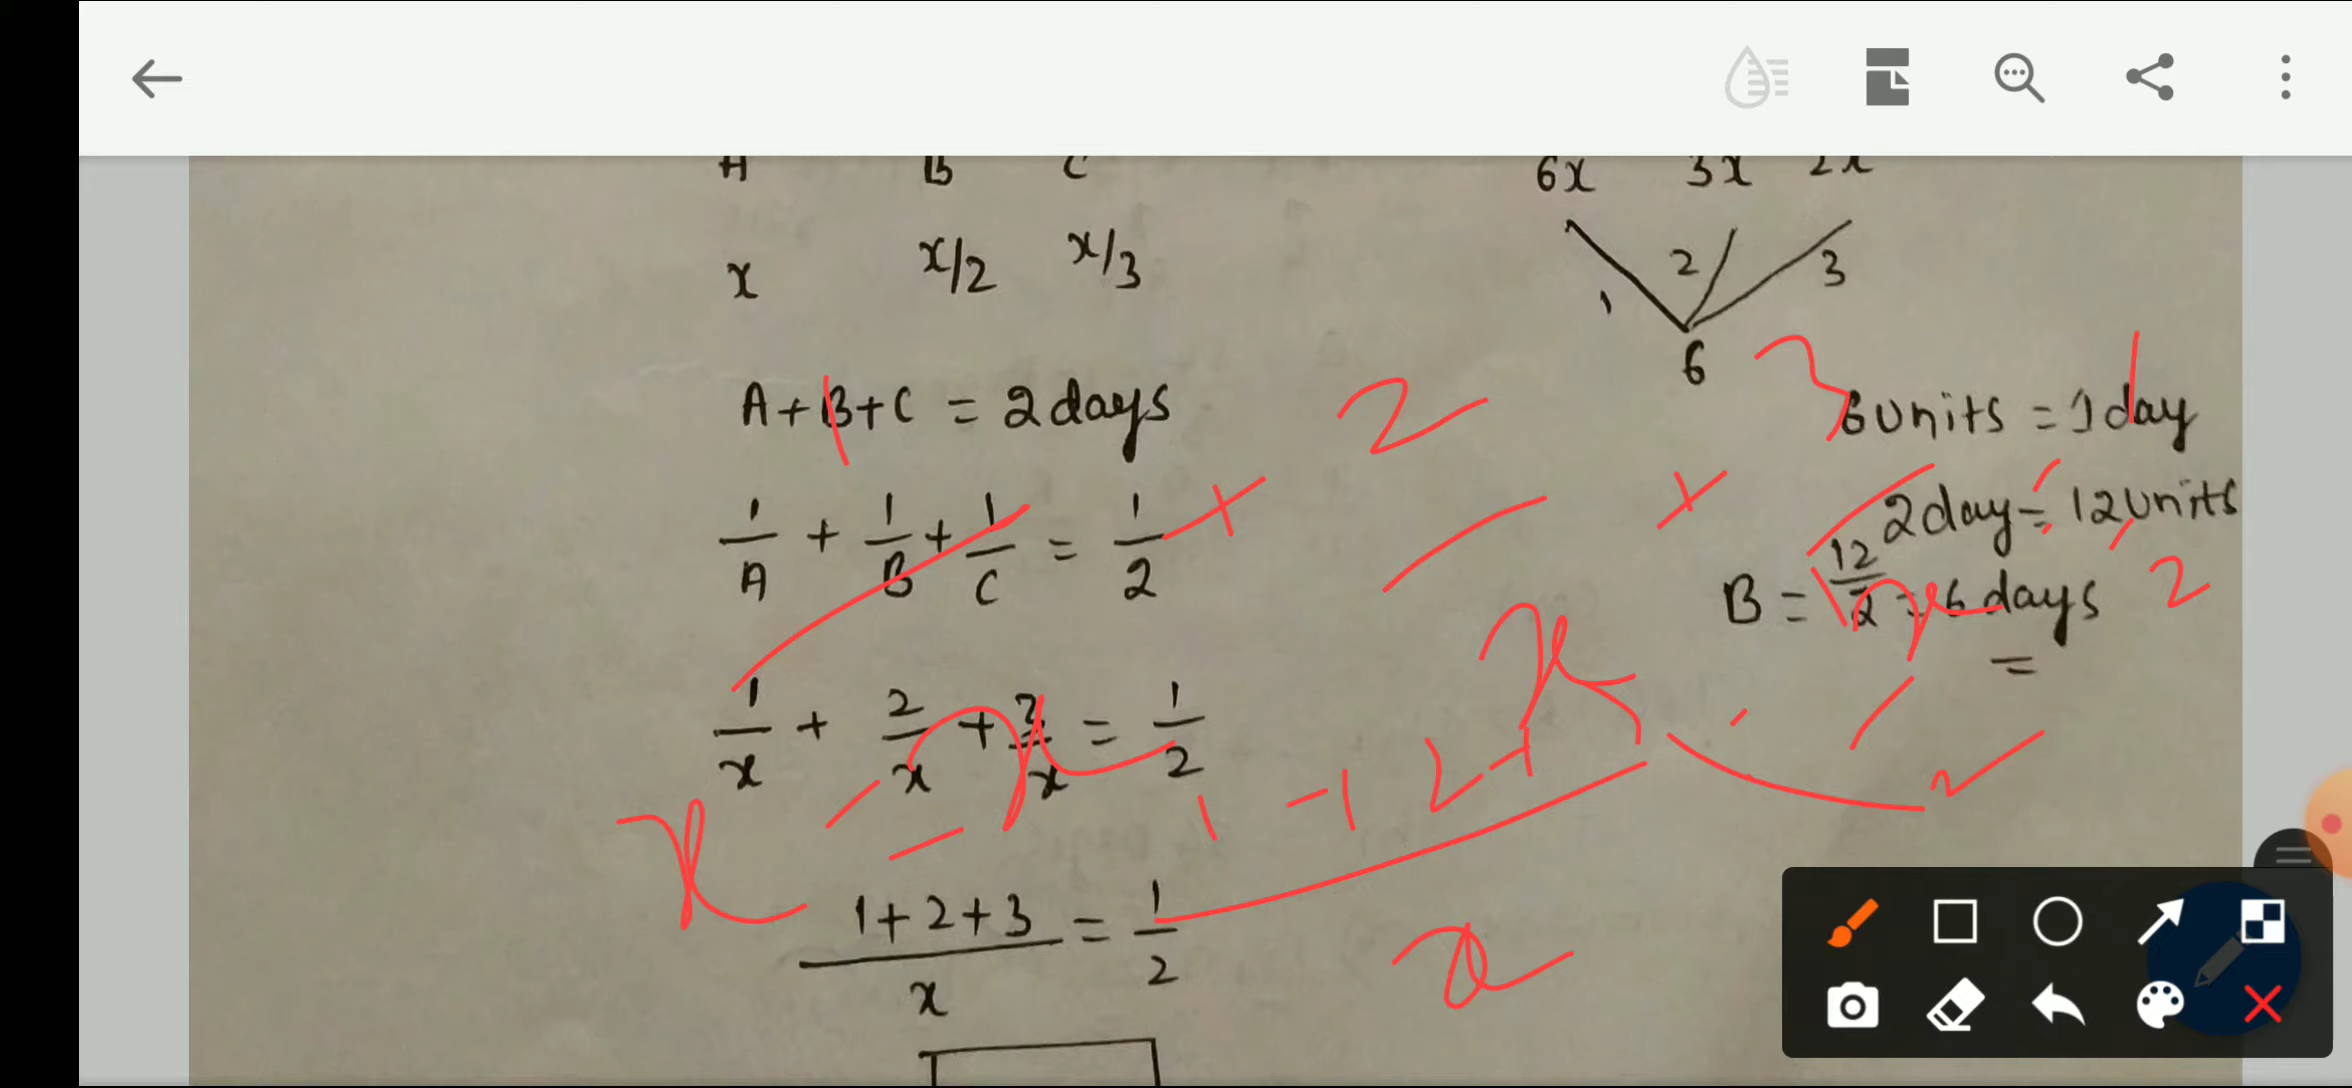 A B C
x x/2 x/3
A+B+C = 2 days
1/A + 1/B + 1/C = 1/2
1/x + 2/x + 3/x = 1/2
(1+2+3)/x = 1/2
6x 3x 2x
1 2 3
6
6 units = 1 day
2 day = 12 units
B = 12/2 = 6 days